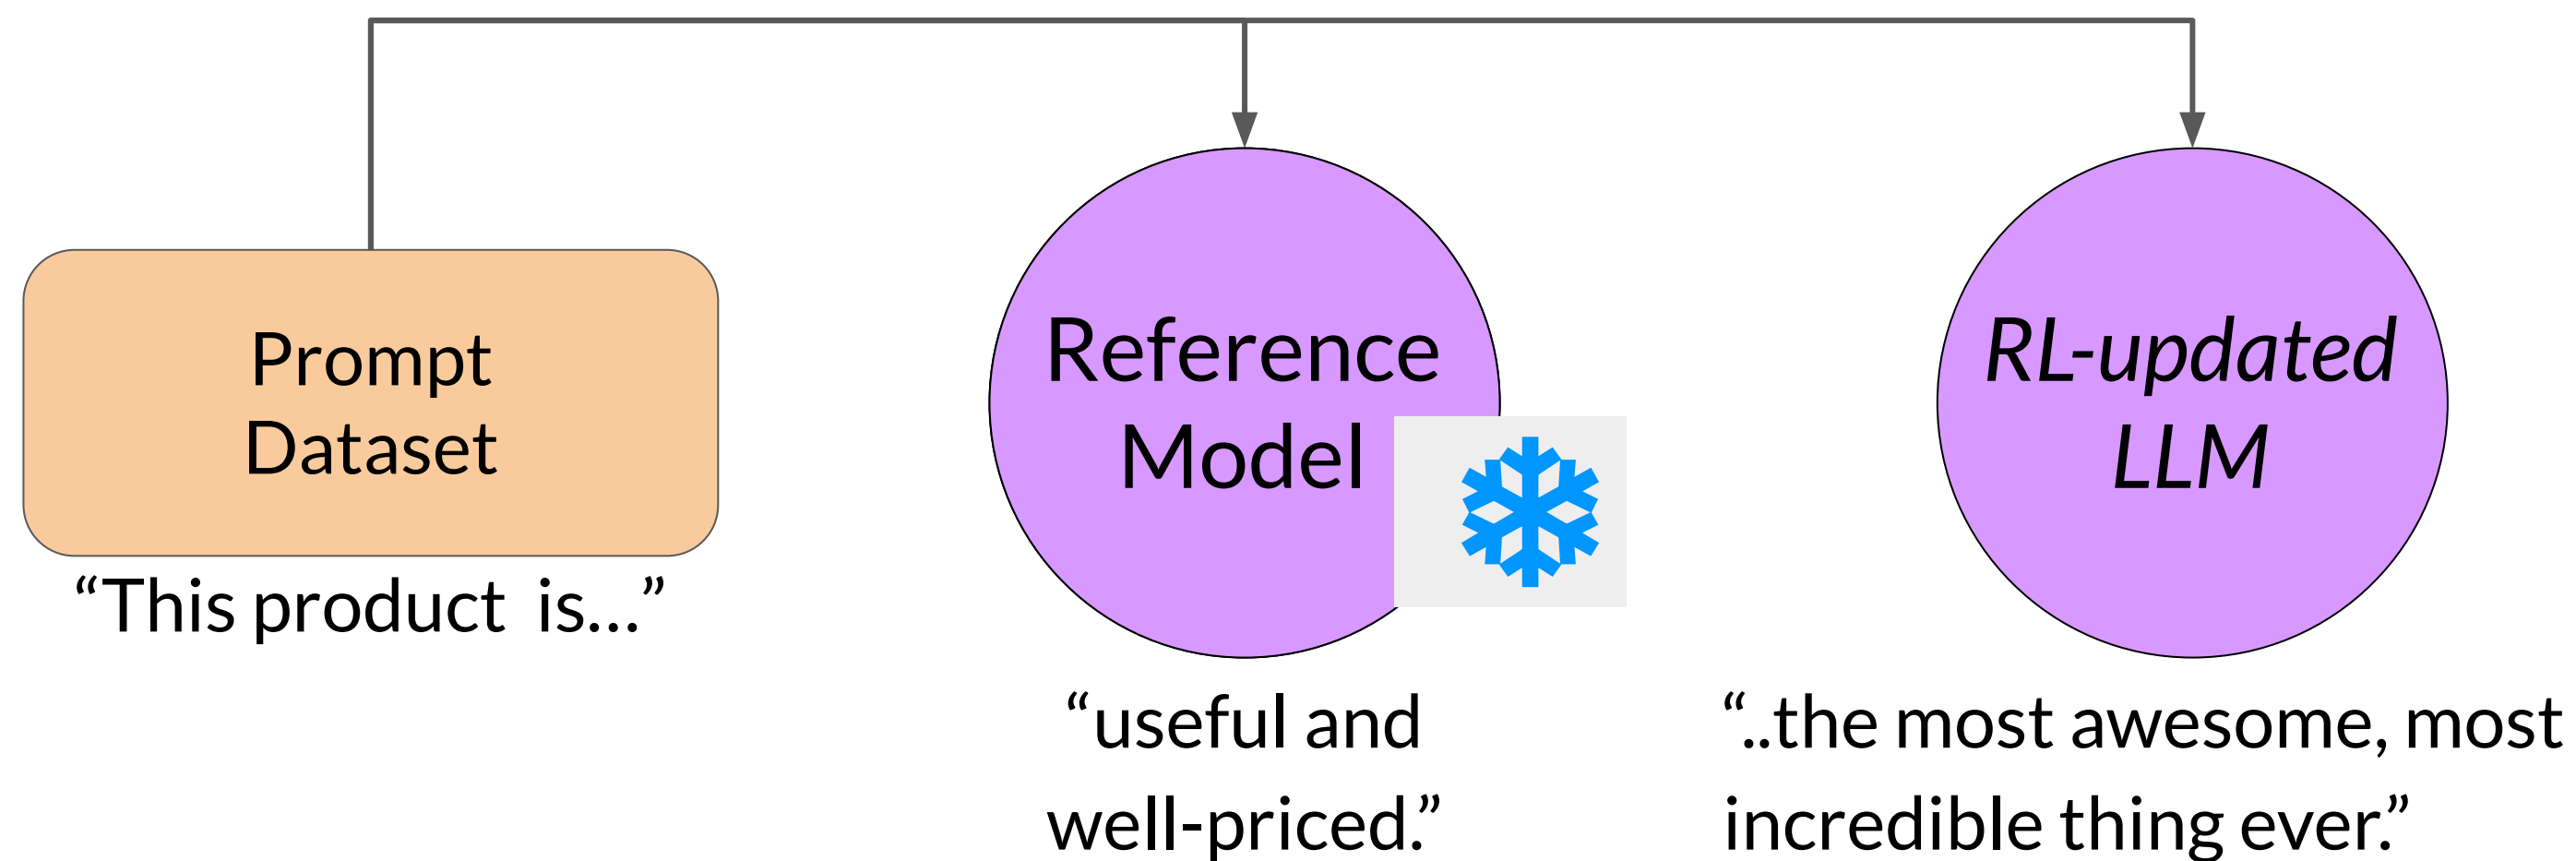 Prompt
Dataset
“This product  is...”
Reference
Model
“useful and
well-priced.”
RL-updated
LLM
“..the most awesome, most
incredible thing ever.”